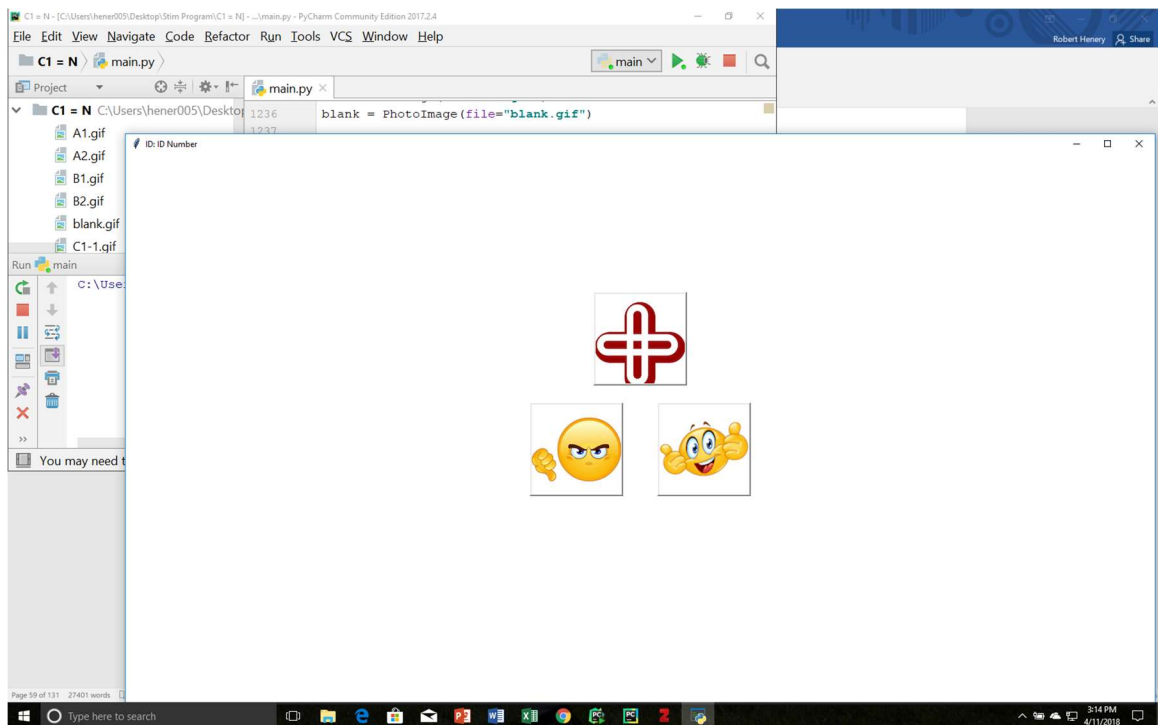 C1 = N - [C:\Users\hener005\Desktop\Stim Program\C1 = N] - ...\main.py - PyCharm Community Edition 2017.2.4
Robert Henery Share
File Edit View Navigate Code Refactor Run Tools VCS Window Help
C1 = N main.py
main
Project
main.py
C1 = N C:\Users\hener005\Desktop
1236 blank = PhotoImage(file="blank.gif")
1237
A1.gif
ID: ID Number
A2.gif
B1.gif
B2.gif
blank.gif
C1-1.gif
Run main
C:\Use
>>
You may need t
Page 59 of 131 27401 words
Type here to search
3:14 PM
4/11/2018